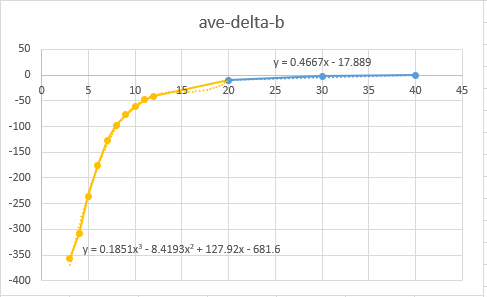 ave-delta-b
50
0
-50
-100
-150
-200
-250
-300
-350
-400
0 5 10 15 20 25 30 35 40 45
y = 0.4667x - 17.889
y = 0.1851x³ - 8.4193x² + 127.92x - 681.6